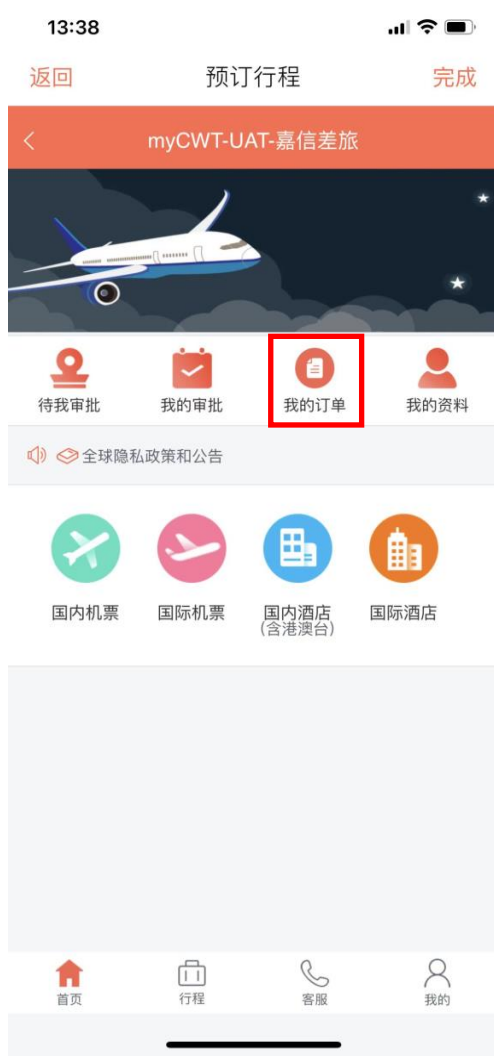 13:38
返回
预订行程
完成
myCWT-UAT-嘉信差旅
待我审批
我的审批
我的订单
我的资料
全球隐私政策和公告
国内机票
国际机票
国内酒店
(含港澳台)
国际酒店
首页
行程
客服
我的